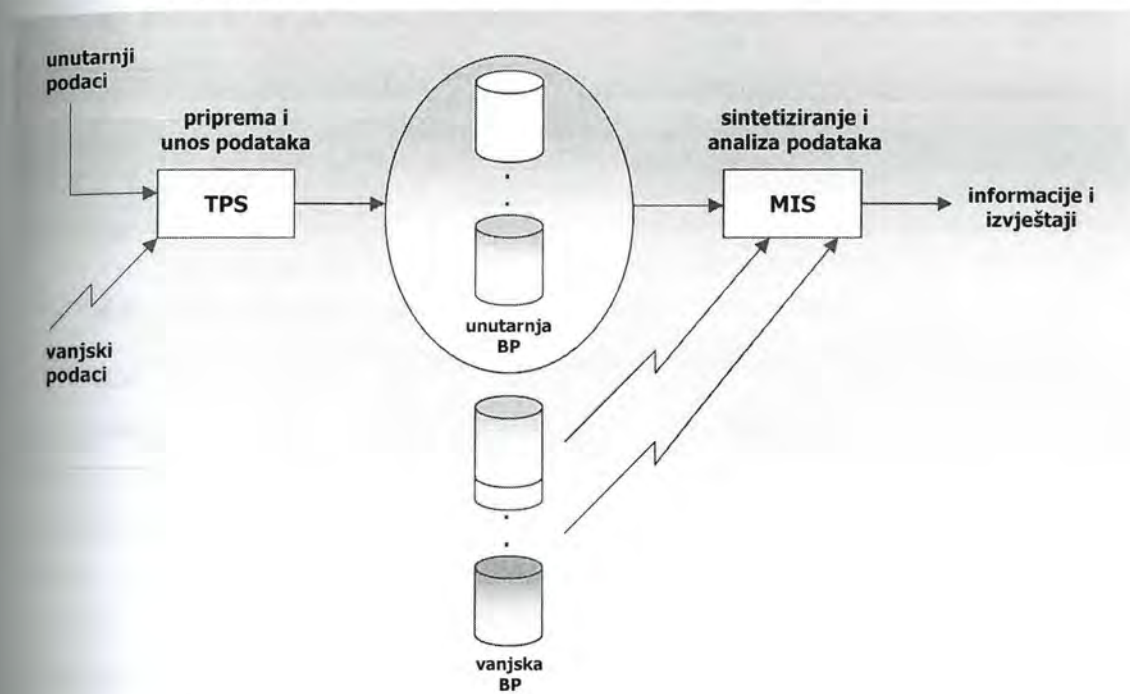 unutarnji
podaci
priprema i
unos podataka
TPS
vanjski
podaci
unutarnja
BP
vanjska
BP
sintetiziranje i
analiza podataka
MIS
informacije i
izvještaji